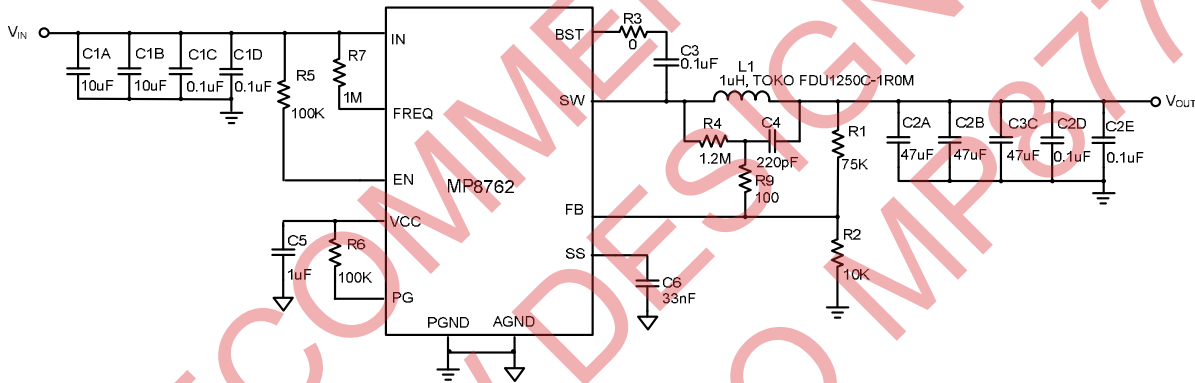 VIN
C1A
10uF
C1B
10uF
C1C
0.1uF
C1D
0.1uF
R5
100K
R7
1M
IN
FREQ
EN
VCC
PG
PGND
AGND
MP8762
BST
SW
FB
SS
R3
0
C3
0.1uF
L1
1uH, TOKO FDU1250C-1R0M
R4
1.2M
C4
220pF
R9
100
R1
75K
R2
10K
C6
33nF
C5
1uF
R6
100K
C2A
47uF
C2B
47uF
C3C
47uF
C2D
0.1uF
C2E
0.1uF
VOUT
COMMEN
DESIGN
O MP877